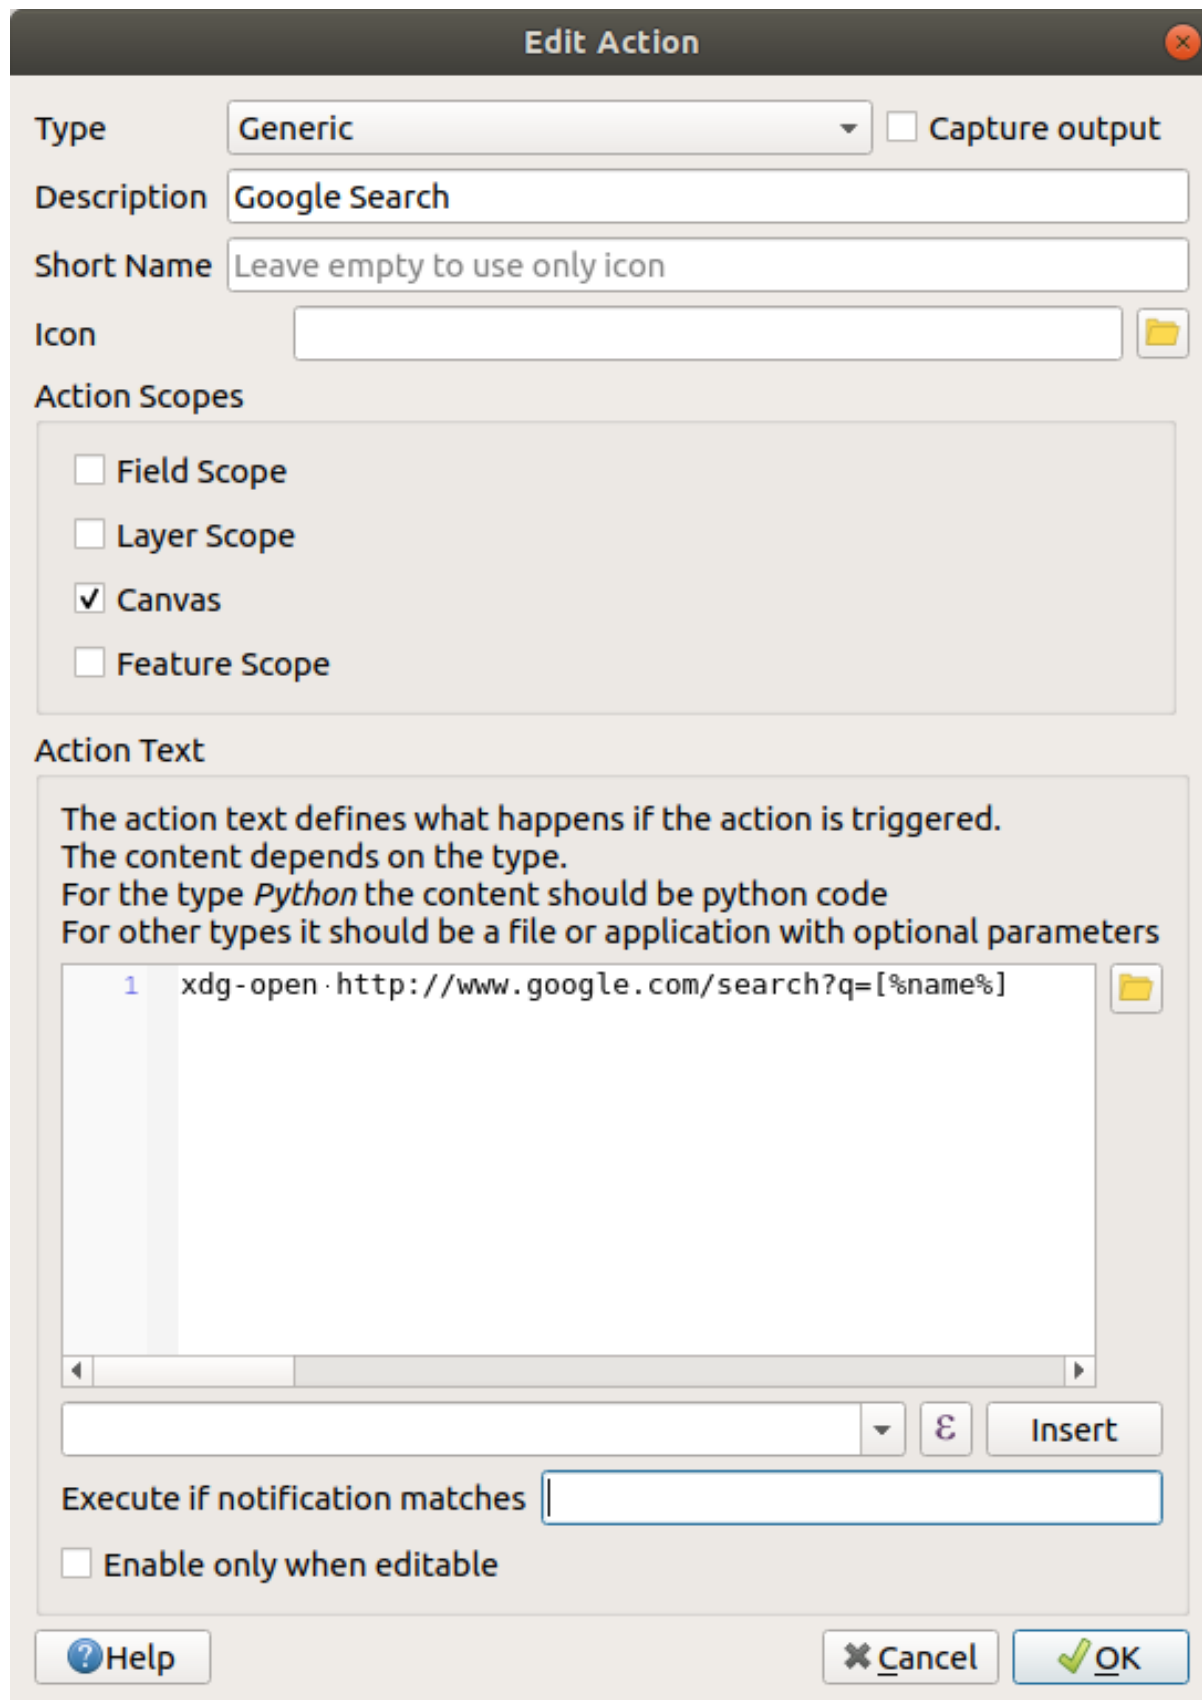 Edit Action
Type Generic Capture output
Description Google Search
Short Name Leave empty to use only icon
Icon
Action Scopes
Field Scope
Layer Scope
Canvas
Feature Scope
Action Text
The action text defines what happens if the action is triggered.
The content depends on the type.
For the type Python the content should be python code
For other types it should be a file or application with optional parameters
1 xdg-open·http://www.google.com/search?q=[%name%]
ε Insert
Execute if notification matches
Enable only when editable
Help Cancel OK